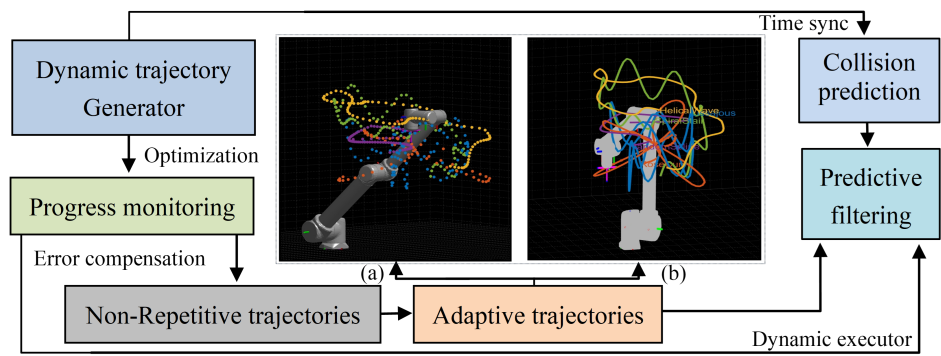 Time sync
Dynamic trajectory
Generator
Collision
prediction
Optimization
Progress monitoring
Predictive
filtering
Error compensation
(a)
(b)
Non-Repetitive trajectories
Adaptive trajectories
Dynamic executor